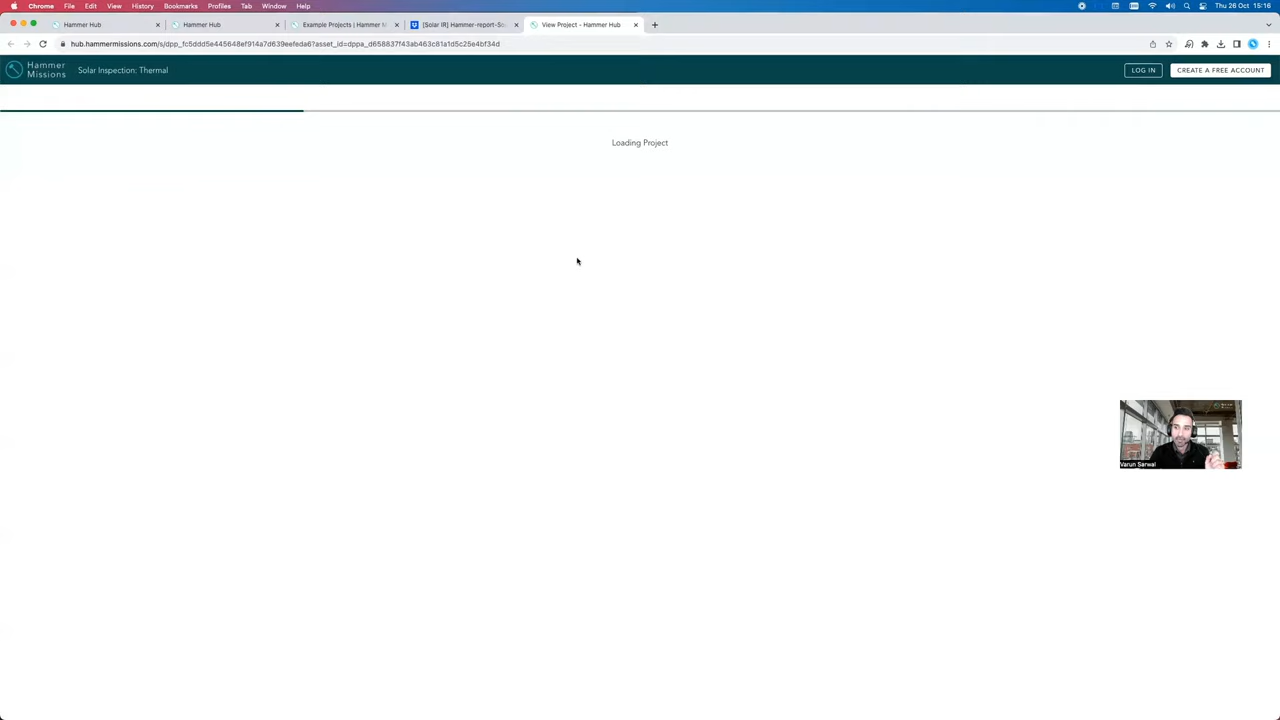 Chrome File Edit View History Bookmarks Profiles Tab Window Help Thu 26 Oct 15:16
Hammer Hub Hammer Hub Example Projects | Hammer M [Solar IR] Hammer-report-So View Project - Hammer Hub
hub.hammermissions.com/s/dpp_fc5ddd5e445648ef914a7d639eefeda6?asset_id=dppa_d658837f43ab463c81a1d5c25e4bf34d
Hammer
Missions
Solar Inspection: Thermal
LOG IN
CREATE A FREE ACCOUNT
Loading Project
Varun Sarwal